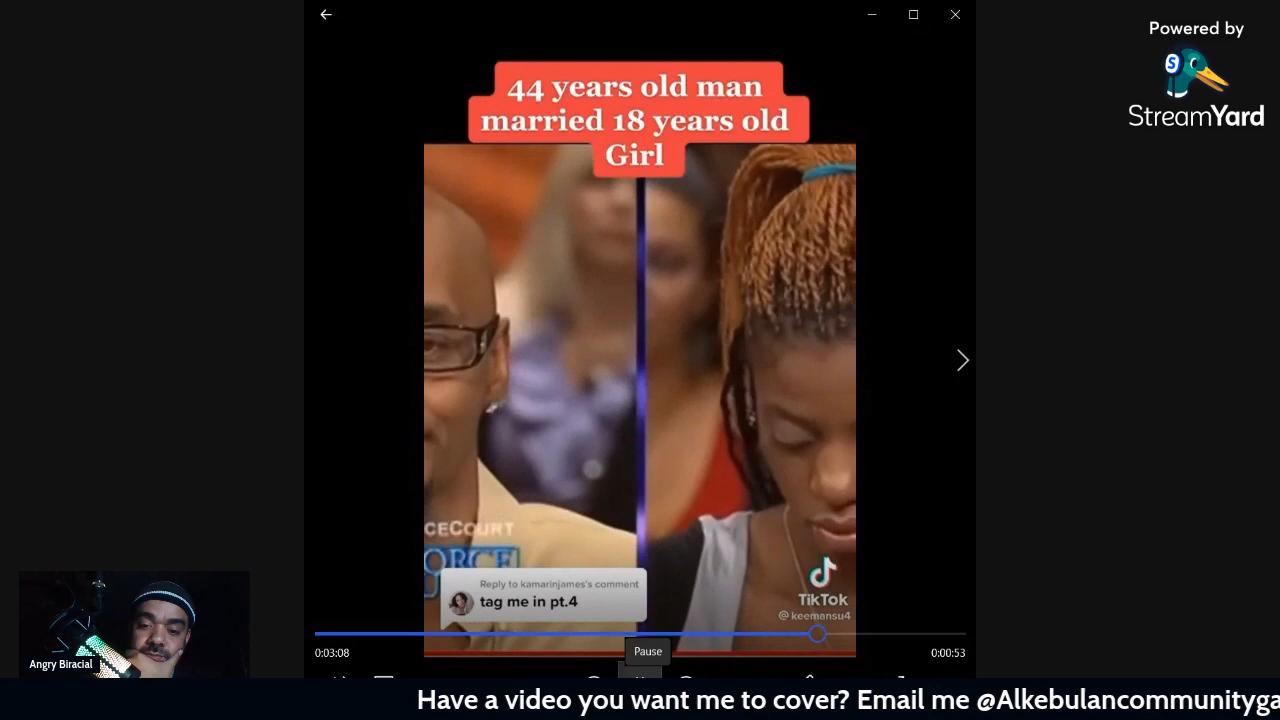 Powered by
StreamYard
44 years old man
married 18 years old
Girl
CECOURT
ORCE
Reply to kamarinjames's comment
tag me in pt.4
TikTok
@keemansu4
0:03:08
Pause
0:00:53
Angry Biracial
Have a video you want me to cover? Email me @Alkebulancommunityga